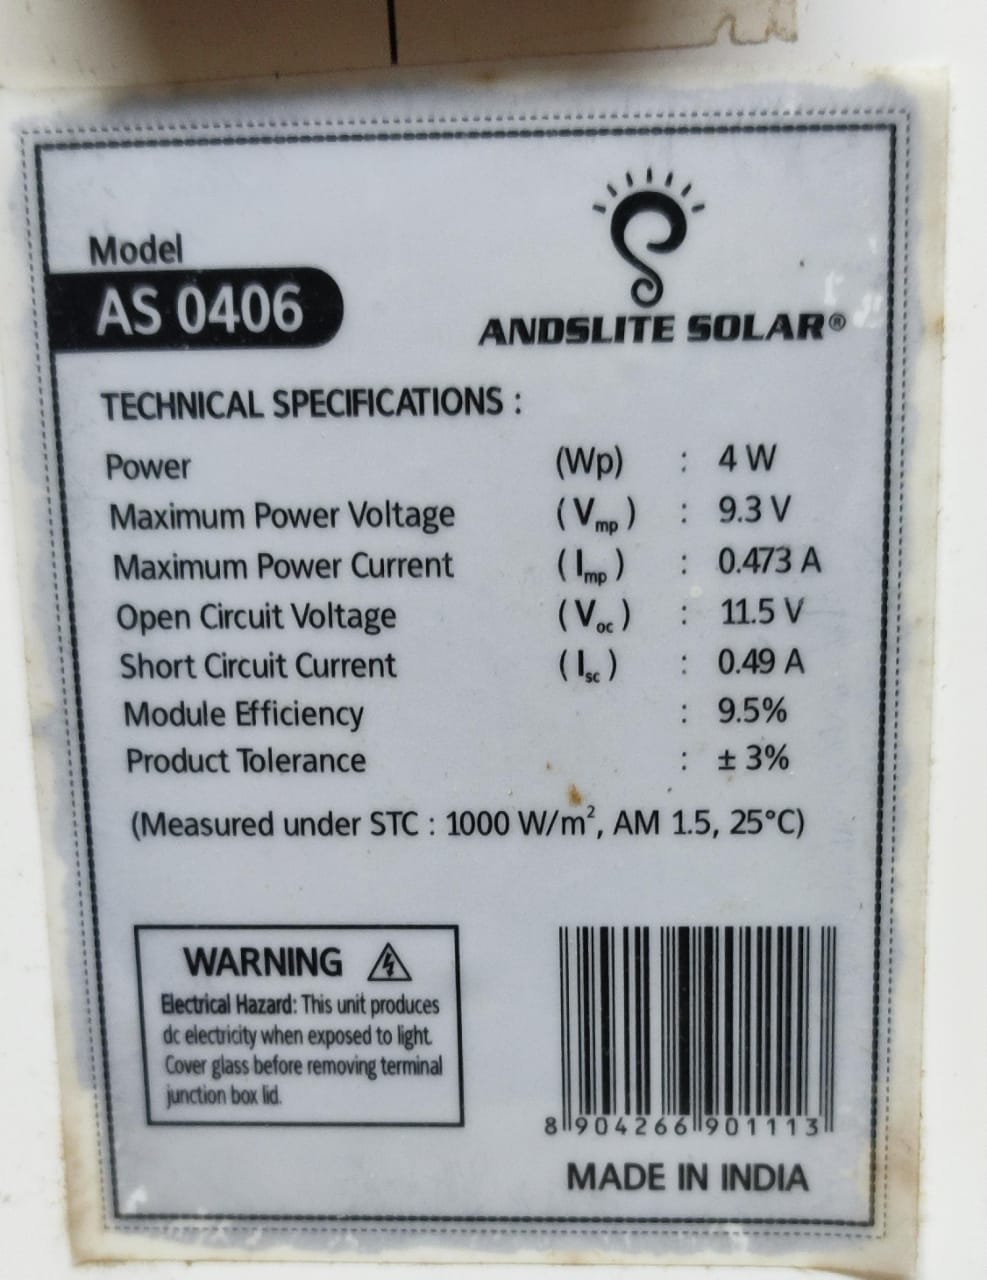 Model
AS 0406
ANDSLITE SOLAR®
TECHNICAL SPECIFICATIONS :
Power (Wp) : 4 W
Maximum Power Voltage (Vmp) : 9.3 V
Maximum Power Current (Imp) : 0.473 A
Open Circuit Voltage (Voc) : 11.5 V
Short Circuit Current (Isc) : 0.49 A
Module Efficiency : 9.5%
Product Tolerance : ± 3%
(Measured under STC : 1000 W/m², AM 1.5, 25°C)
WARNING
Electrical Hazard: This unit produces
dc electricity when exposed to light.
Cover glass before removing terminal
junction box lid.
8 904266 901113
MADE IN INDIA